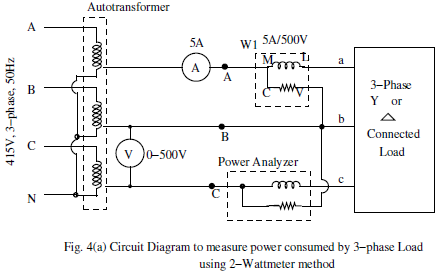 Autotransformer
A
B
C
N
415V, 3-phase, 50Hz
5A
A
A
W1 5A/500V
M L
C V
a
B
b
V 0-500V
Power Analyzer
C
c
3-Phase
Y or
△
Connected
Load
Fig. 4(a) Circuit Diagram to measure power consumed by 3-phase Load
using 2-Wattmeter method